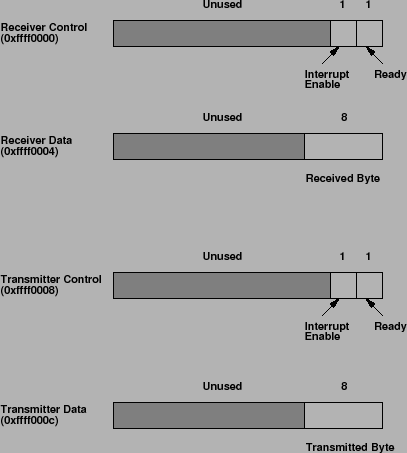 Unused 1 1
Receiver Control
(0xffff0000)
Interrupt Ready
Enable
Unused 8
Receiver Data
(0xffff0004)
Received Byte
Unused 1 1
Transmitter Control
(0xffff0008)
Interrupt Ready
Enable
Unused 8
Transmitter Data
(0xffff000c)
Transmitted Byte